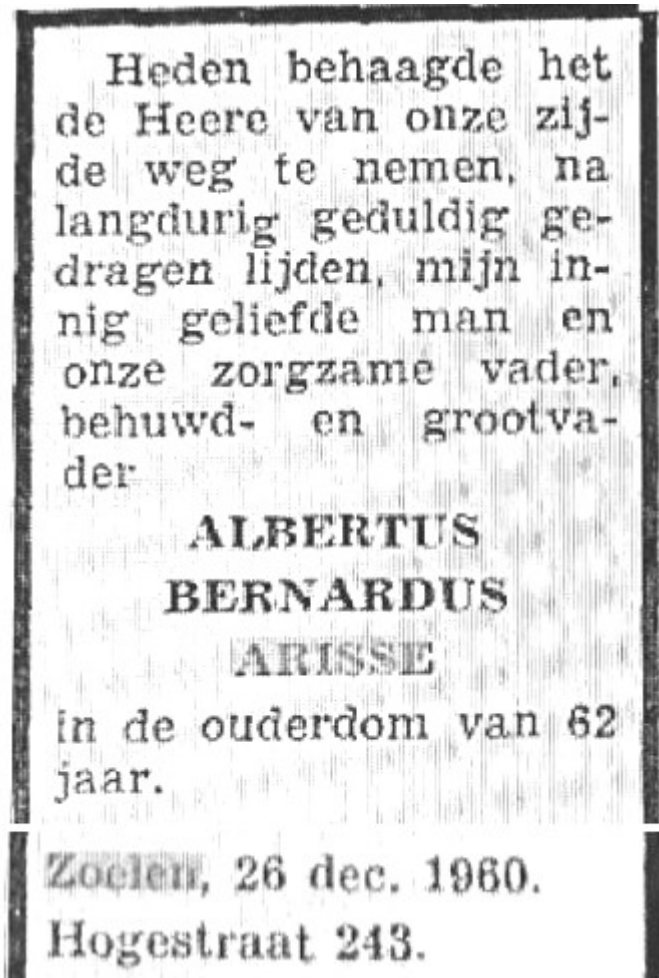 Heden behaagde het
de Heere van onze zij-
de weg te nemen, na
langdurig geduldig ge-
dragen lijden, mijn in-
nig geliefde man en
onze zorgzame vader,
behuwd- en grootva-
der
ALBERTUS
BERNARDUS
ARISSE
in de ouderdom van 62
jaar.
Zoelen, 26 dec. 1960.
Hogestraat 243.